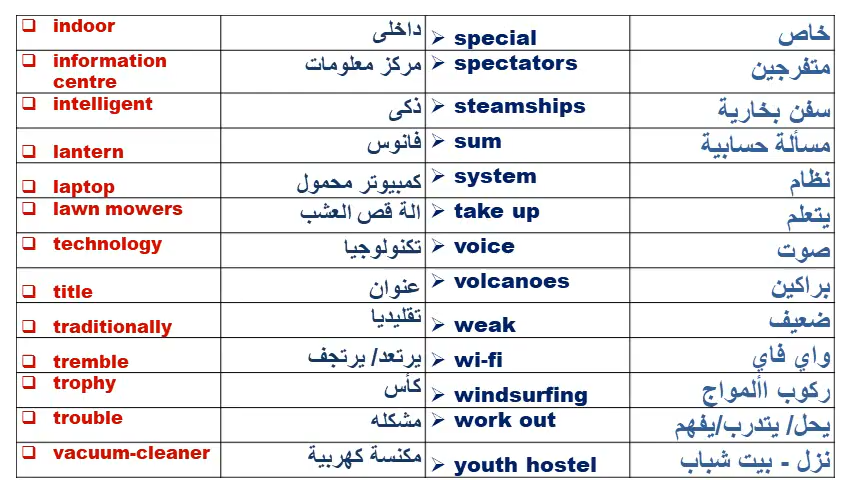 indoor داخلى special خاص
information centre مركز معلومات spectators متفرجين
intelligent ذكى steamships سفن بخارية
lantern فانوس sum مسألة حسابية
laptop كمبيوتر محمول system نظام
lawn mowers الة قص العشب take up يتعلم
technology تكنولوجيا voice صوت
title عنوان volcanoes براكين
traditionally تقليديا weak ضعيف
tremble يرتعد/ يرتجف wi-fi واي فاي
trophy كأس windsurfing ركوب األمواج
trouble مشكله work out يحل/ يتدرب/يفهم
vacuum-cleaner مكنسة كهربية youth hostel نزل - بيت شباب